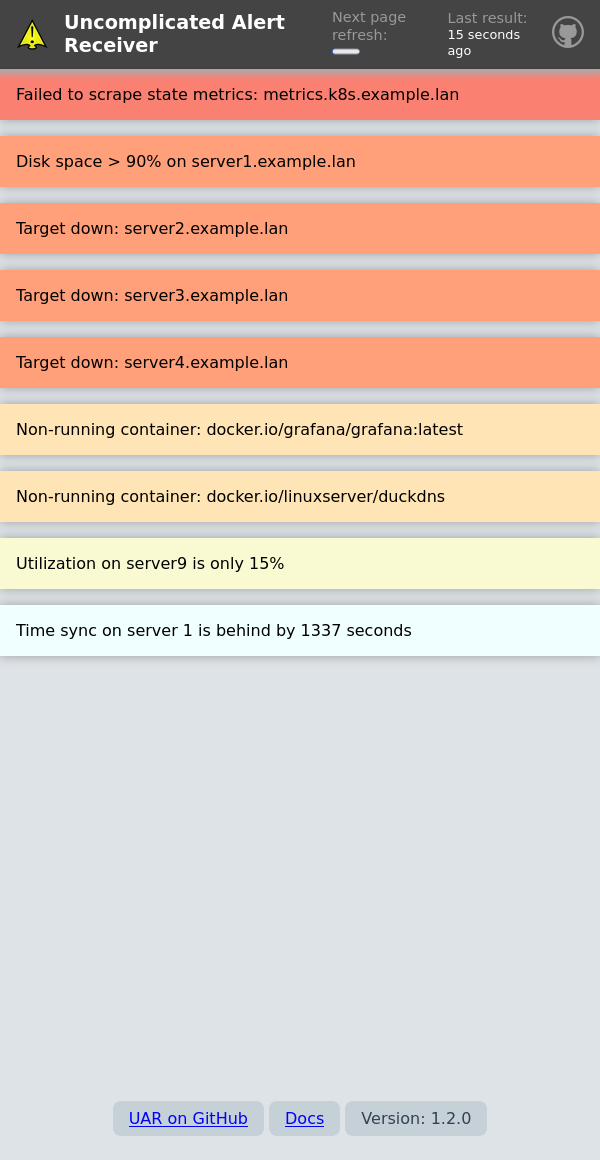 Uncomplicated Alert
Receiver
Next page
refresh:
Last result:
15 seconds
ago
Failed to scrape state metrics: metrics.k8s.example.lan
Disk space > 90% on server1.example.lan
Target down: server2.example.lan
Target down: server3.example.lan
Target down: server4.example.lan
Non-running container: docker.io/grafana/grafana:latest
Non-running container: docker.io/linuxserver/duckdns
Utilization on server9 is only 15%
Time sync on server 1 is behind by 1337 seconds
UAR on GitHub Docs Version: 1.2.0